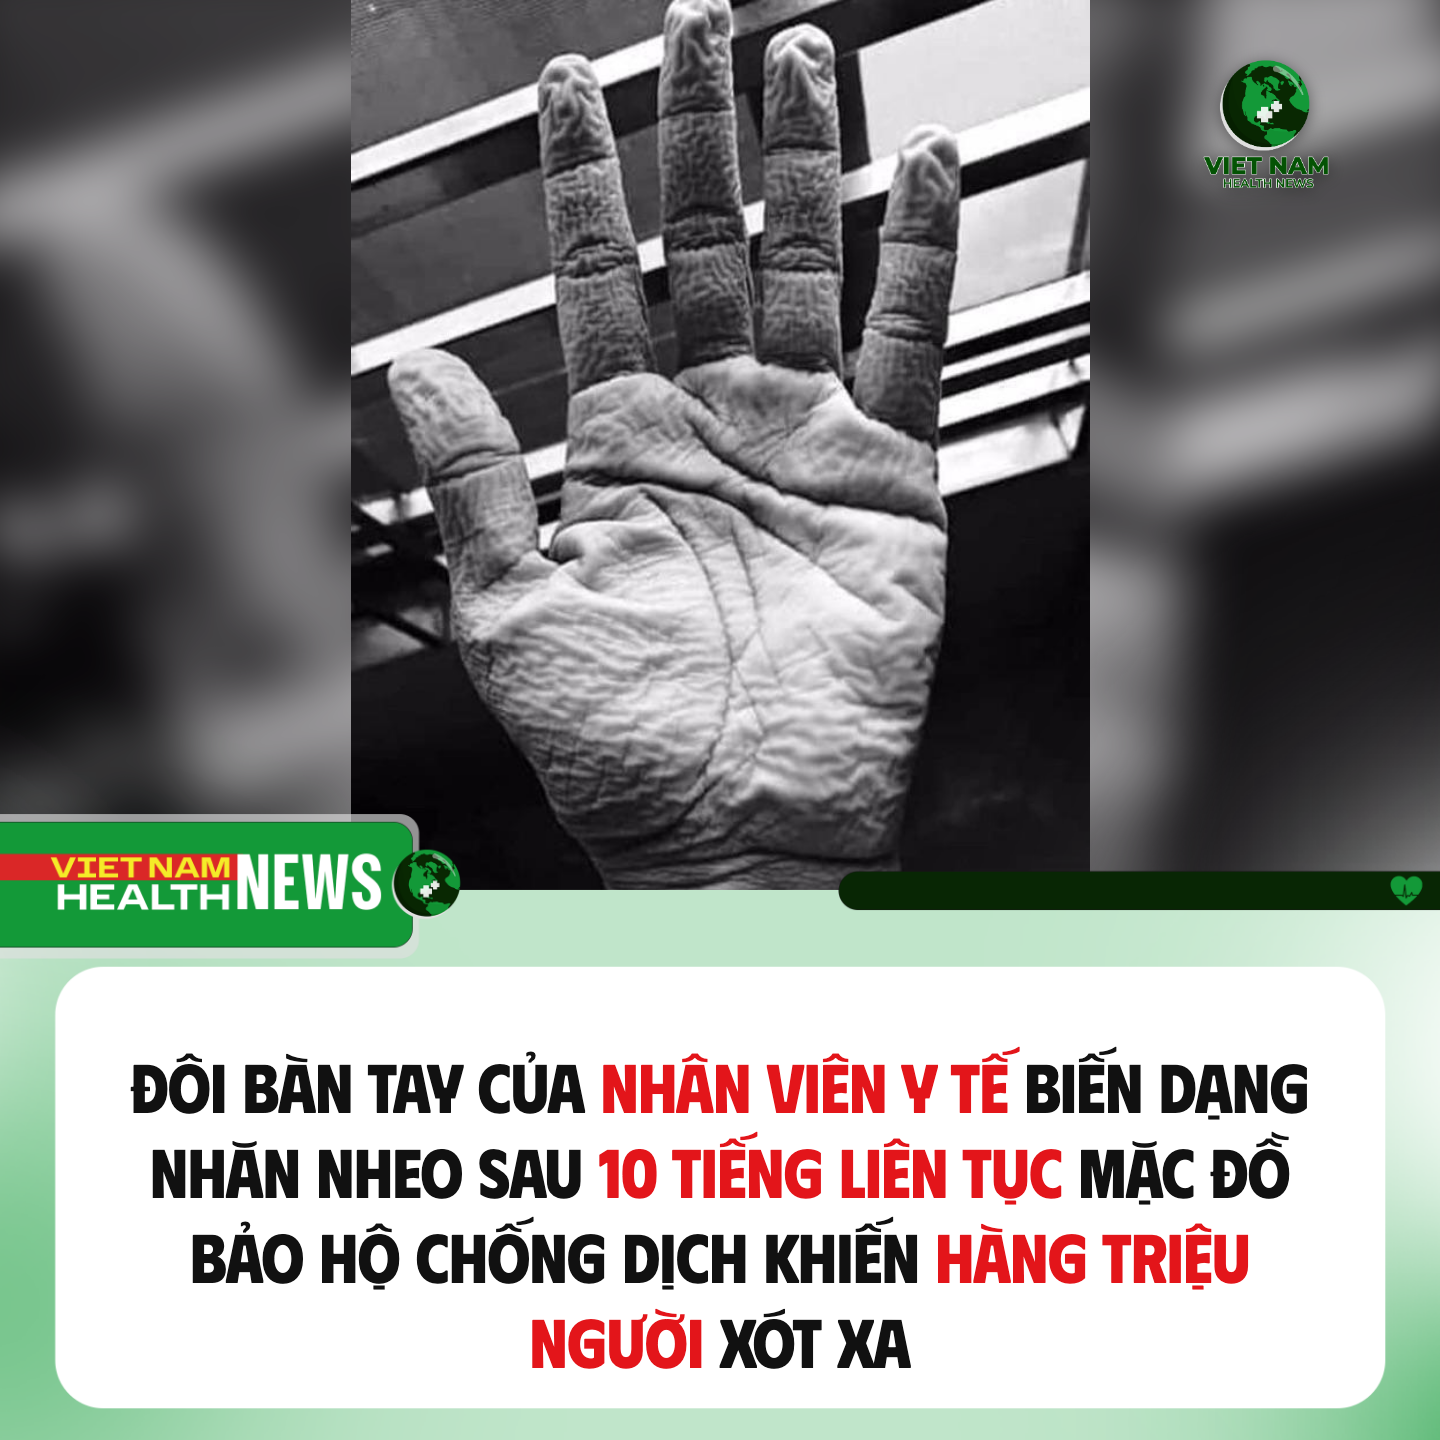 VIET NAM
HEALTH NEWS
VIET NAM
HEALTH NEWS
ĐÔI BÀN TAY CỦA NHÂN VIÊN Y TẾ BIẾN DẠNG
NHĂN NHEO SAU 10 TIẾNG LIÊN TỤC MẶC ĐỒ
BẢO HỘ CHỐNG DỊCH KHIẾN HÀNG TRIỆU
NGƯỜI XÓT XA